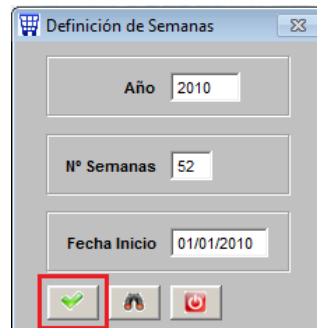 Definición de Semanas
Año 2010
Nº Semanas 52
Fecha Inicio 01/01/2010